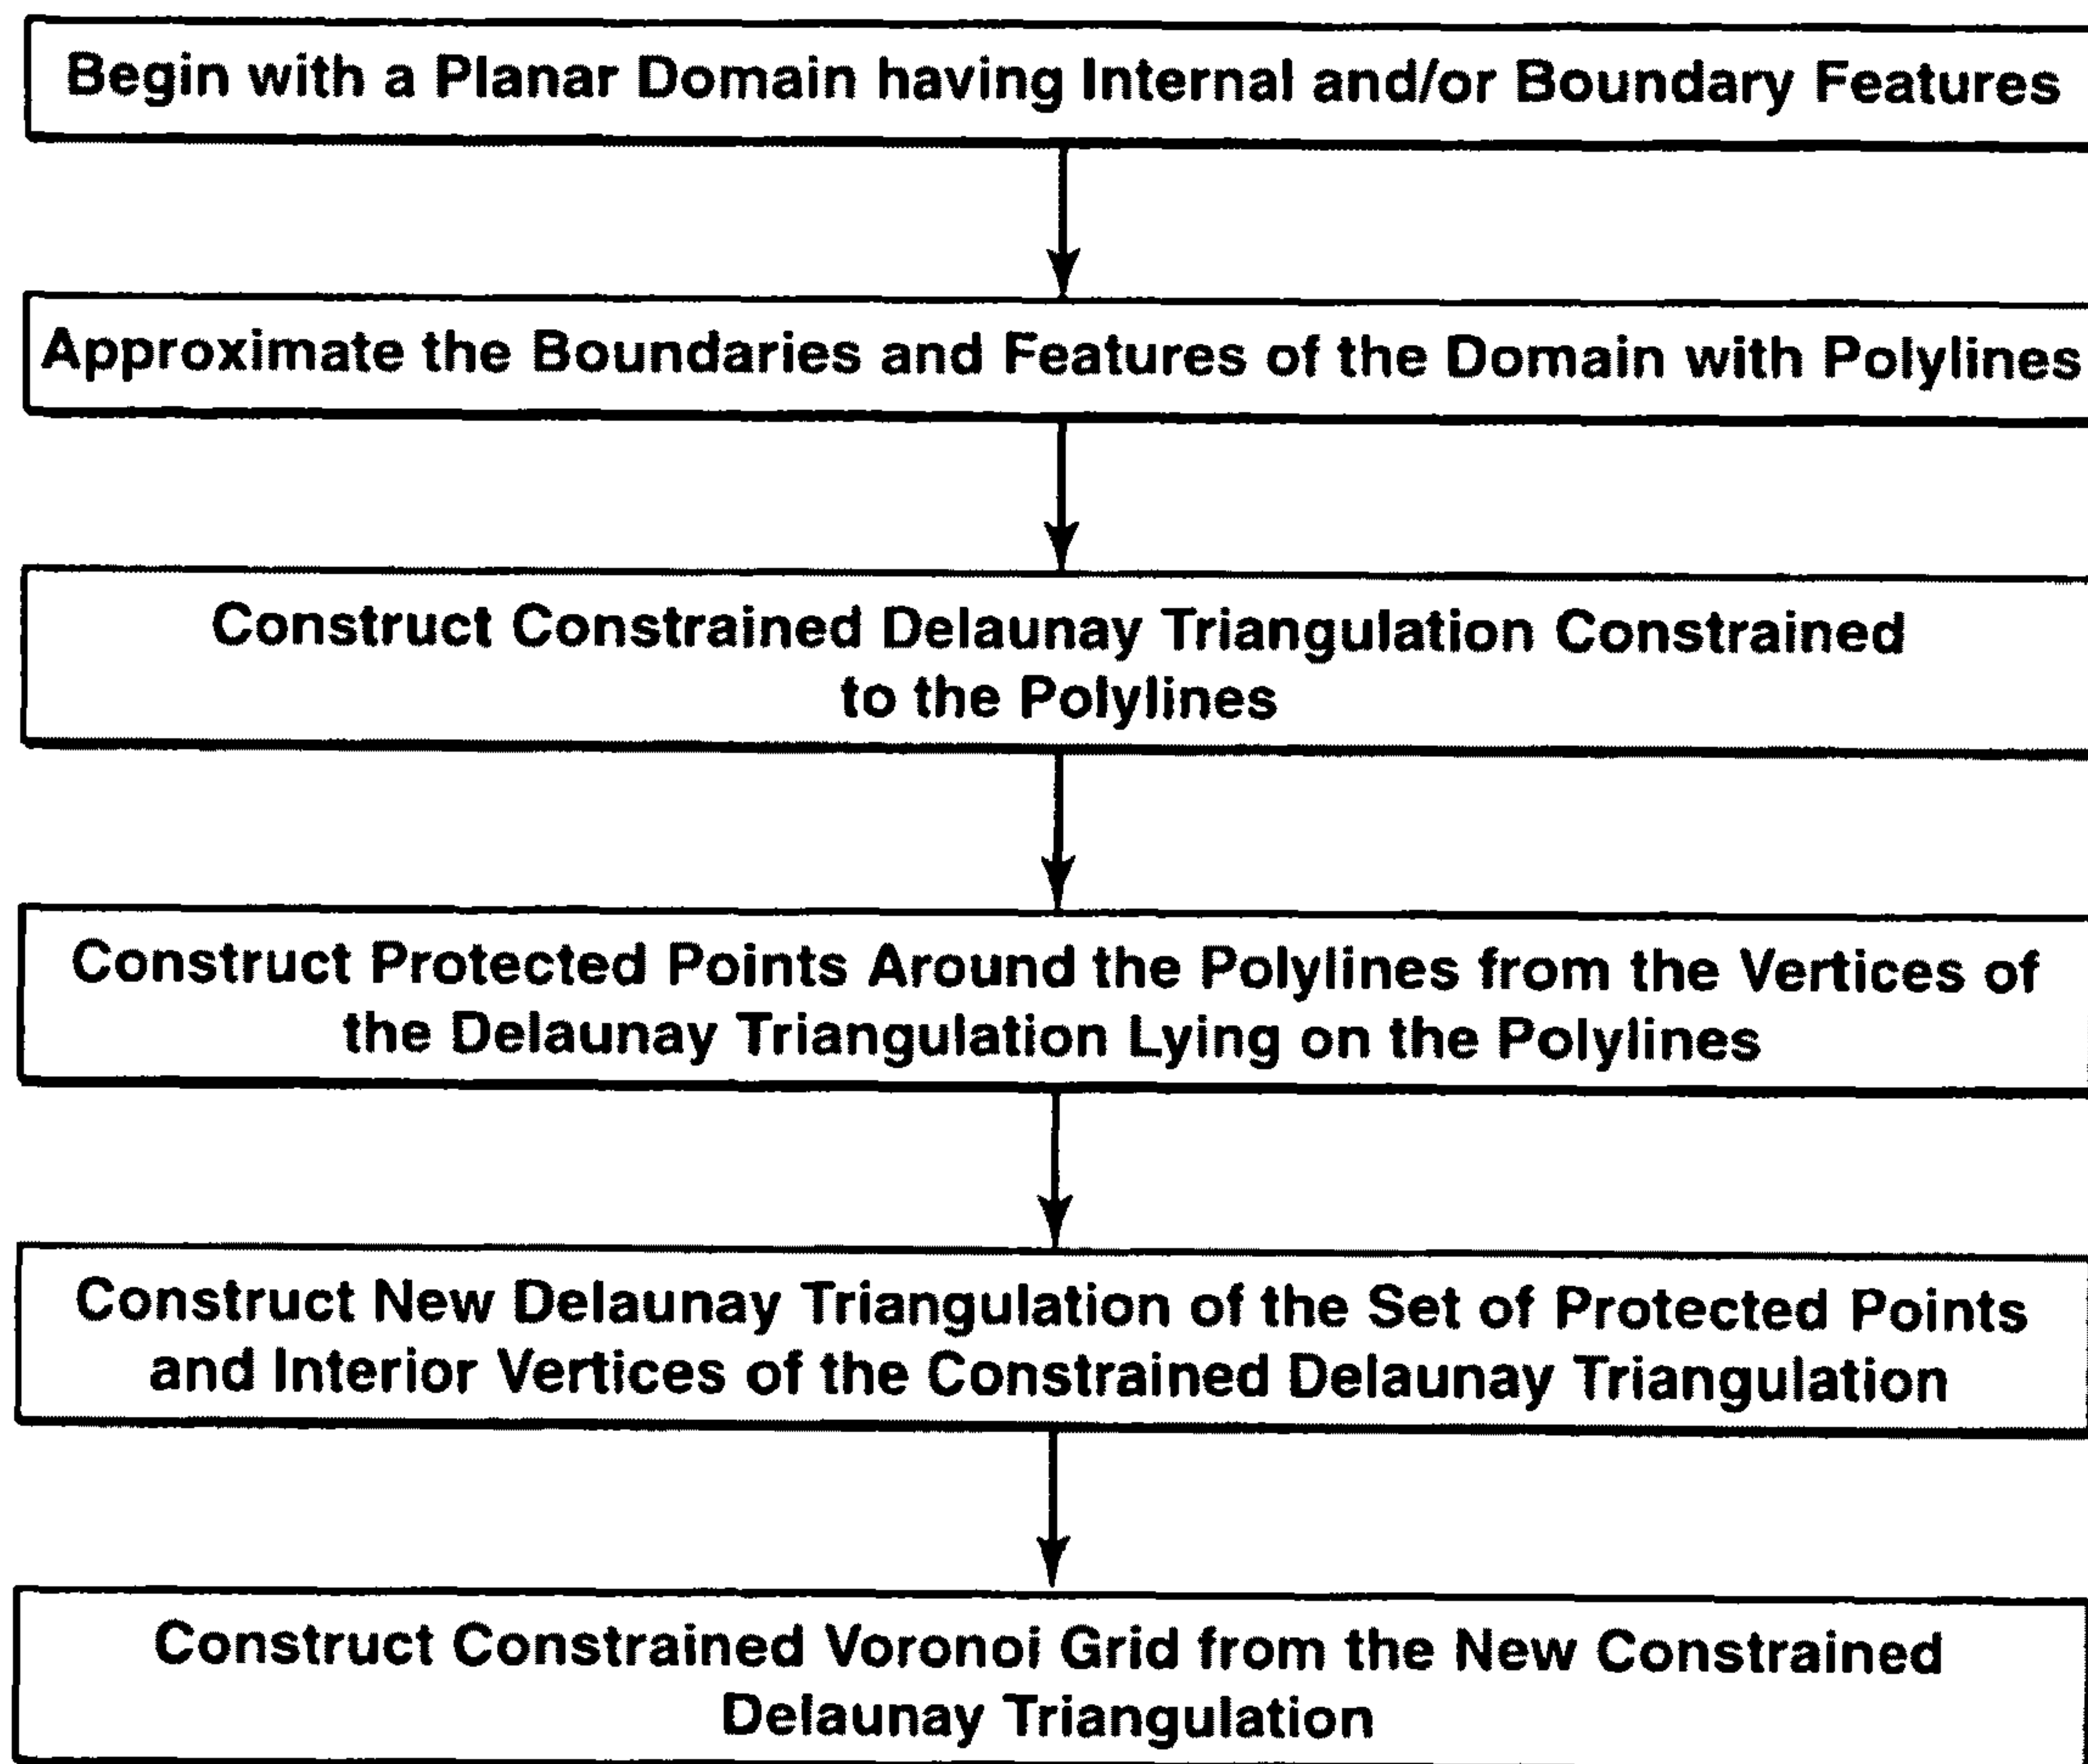 Begin with a Planar Domain having Internal and/or Boundary Features
Approximate the Boundaries and Features of the Domain with Polylines
Construct Constrained Delaunay Triangulation Constrained
to the Polylines
Construct Protected Points Around the Polylines from the Vertices of
the Delaunay Triangulation Lying on the Polylines
Construct New Delaunay Triangulation of the Set of Protected Points
and Interior Vertices of the Constrained Delaunay Triangulation
Construct Constrained Voronoi Grid from the New Constrained
Delaunay Triangulation